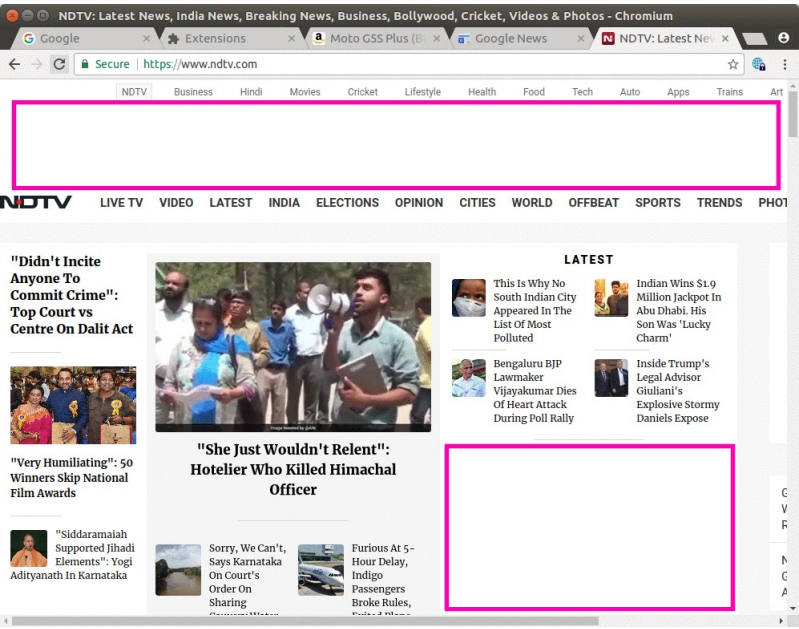 NDTV: Latest News, India News, Breaking News, Business, Bollywood, Cricket, Videos & Photos - Chromium
Google
Extensions
Moto G5S Plus (B
Google News
NDTV: Latest New
Secure
https://www.ndtv.com
NDTV Business Hindi Movies Cricket Lifestyle Health Food Tech Auto Apps Trains Art
NDTV
LIVE TV VIDEO LATEST INDIA ELECTIONS OPINION CITIES WORLD OFFBEAT SPORTS TRENDS PHOT
"Didn't Incite
Anyone To
Commit Crime":
Top Court vs
Centre On Dalit Act
"Very Humiliating": 50
Winners Skip National
Film Awards
"Siddaramaiah
Supported Jihadi
Elements": Yogi
Adityanath In Karnataka
"She Just Wouldn't Relent":
Hotelier Who Killed Himachal
Officer
Sorry, We Can't,
Says Karnataka
On Court's
Order On
Sharing
Cauvery Water
Furious At 5-
Hour Delay,
Indigo
Passengers
Broke Rules,
LATEST
This Is Why No
South Indian City
Appeared In The
List Of Most
Polluted
Indian Wins $1.9
Million Jackpot In
Abu Dhabi. His
Son Was 'Lucky
Charm'
Bengaluru BJP
Lawmaker
Vijayakumar Dies
Of Heart Attack
During Poll Rally
Inside Trump's
Legal Advisor
Giuliani's
Explosive Stormy
Daniels Expose
G
W
R
N
G
A